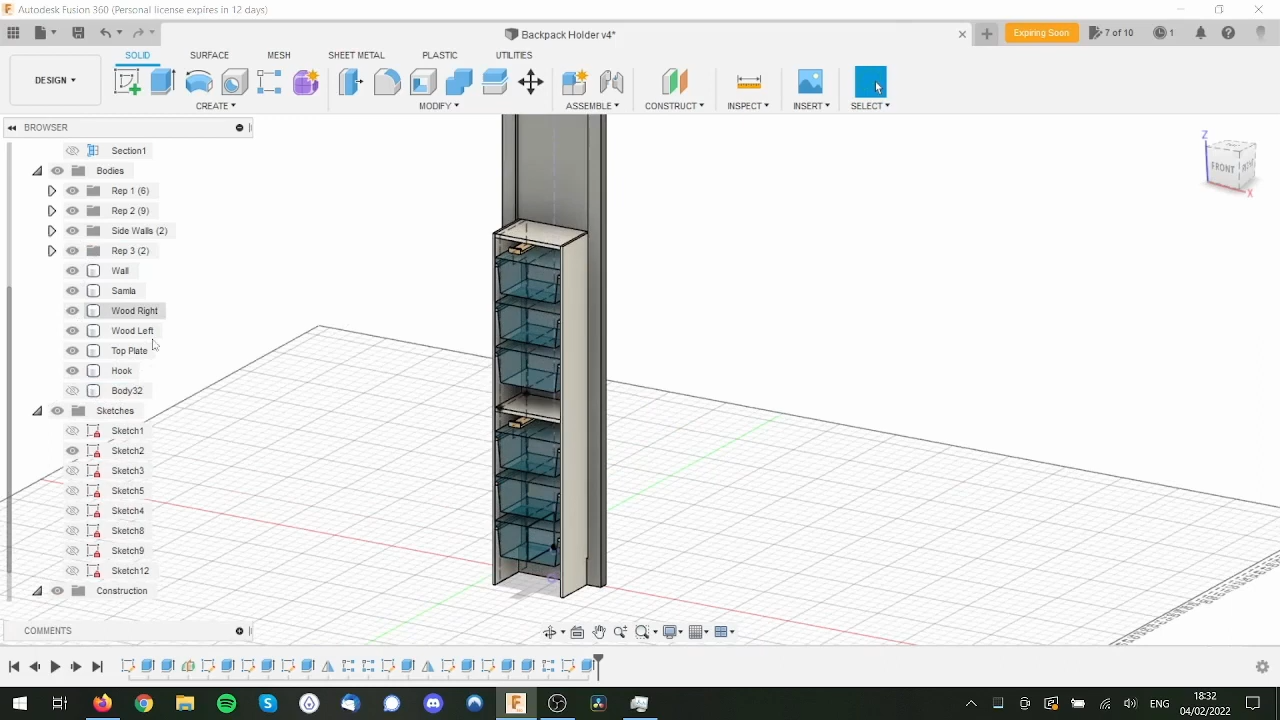 Autodesk Fusion 360 (Personal license expires in 12 days)
Backpack Holder v4*
Expiring Soon
7 of 10
1
SOLID
SURFACE
MESH
SHEET METAL
PLASTIC
UTILITIES
DESIGN
CREATE
MODIFY
ASSEMBLE
CONSTRUCT
INSPECT
INSERT
SELECT
BROWSER
Section1
Bodies
Rep 1 (6)
Rep 2 (9)
Side Walls (2)
Rep 3 (2)
Wall
Samla
Wood Right
Wood Left
Top Plate
Hook
Body32
Sketches
Sketch1
Sketch2
Sketch3
Sketch5
Sketch4
Sketch8
Sketch9
Sketch12
Construction
Z
FRONT
X
COMMENTS
ENG
18:32
04/02/2022